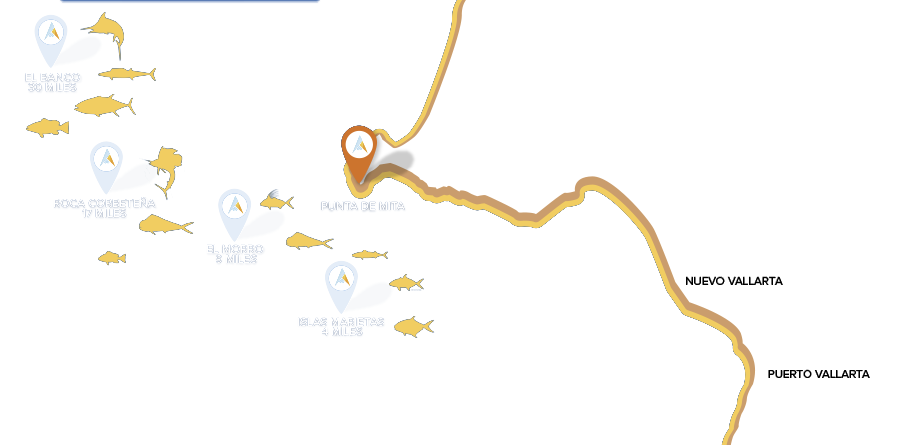 EL BANCO
30 MILES
ROCA CORBETEÑA
17 MILES
PUNTA DE MITA
EL MORRO
MILES
NUEVO VALLARTA
ISLAS MARIETAS
4 MILES
PUERTO VALLARTA